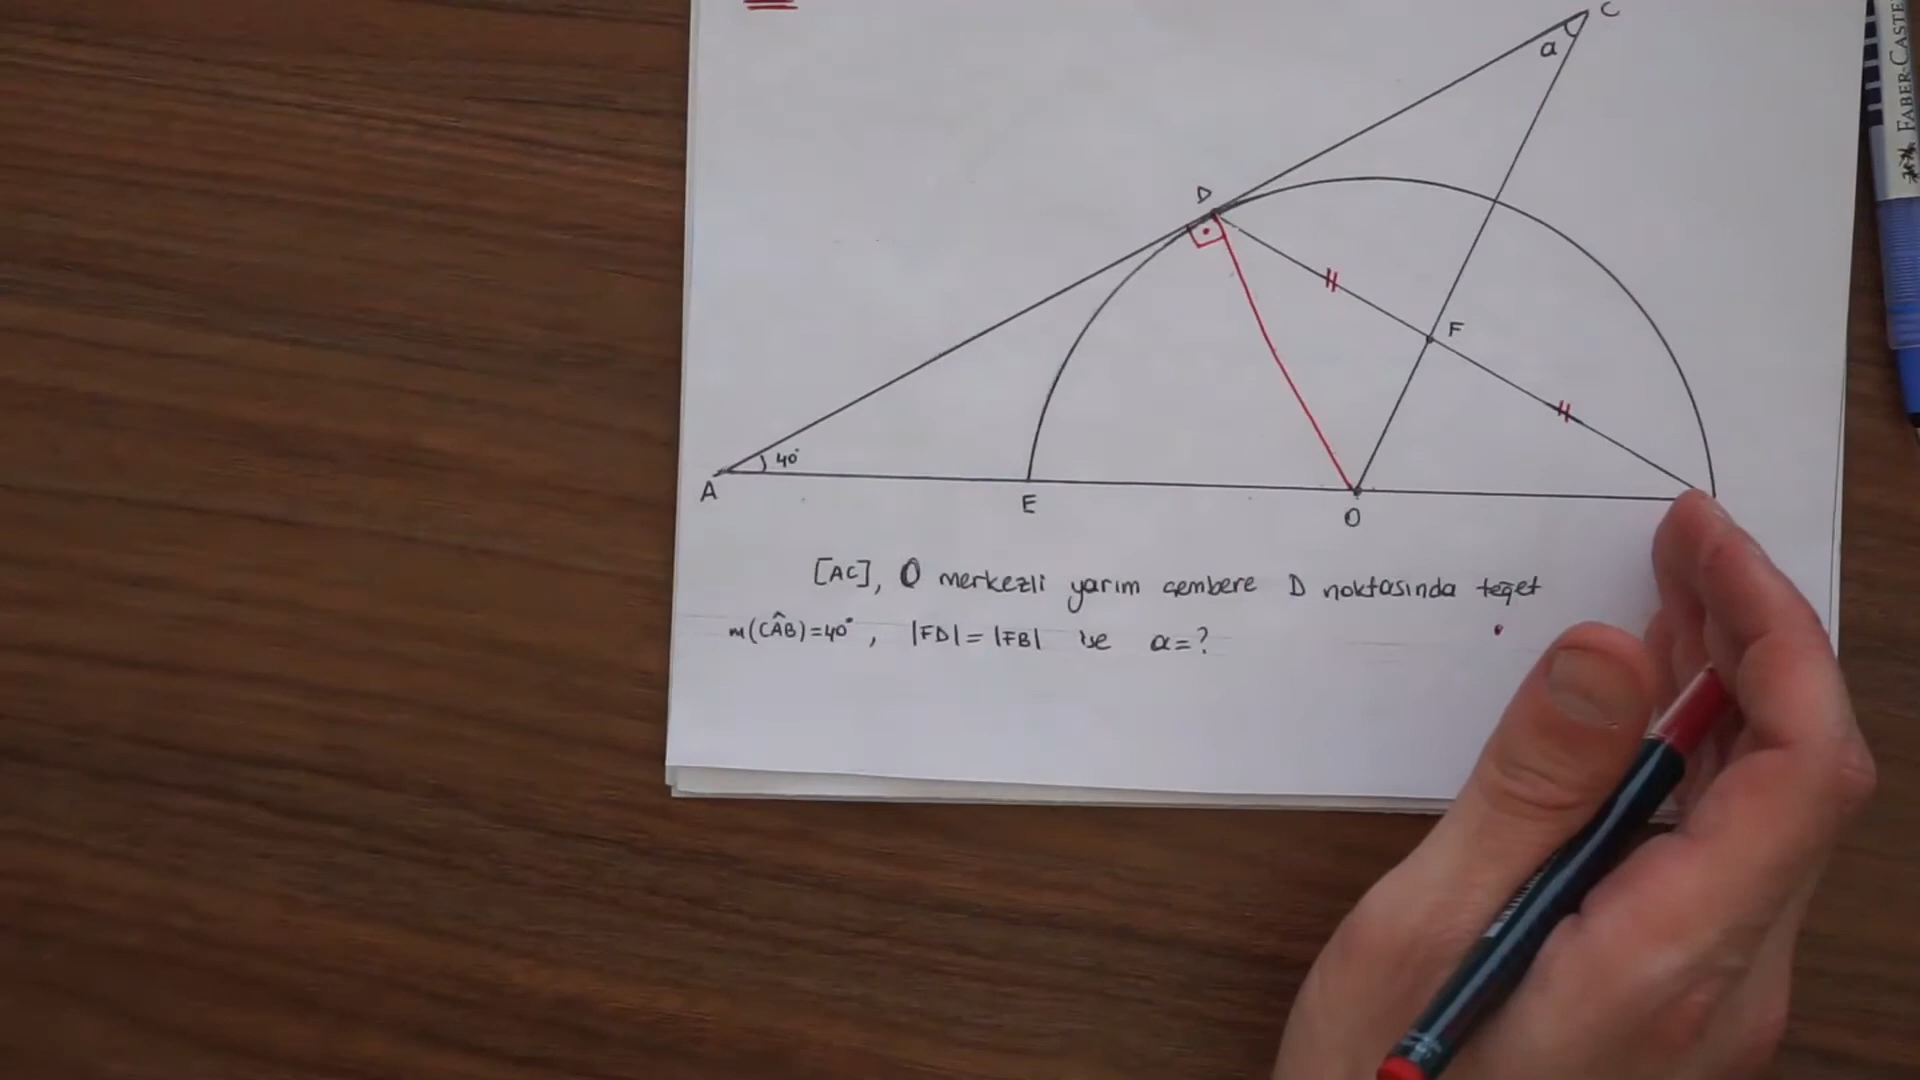 C
α
FABER-CASTE
D
F
40°
A
E
O
[AC], O merkezli yarım çembere D noktasında teğet
m(CÂB)=40°, |FD|=|FB| ise α=?